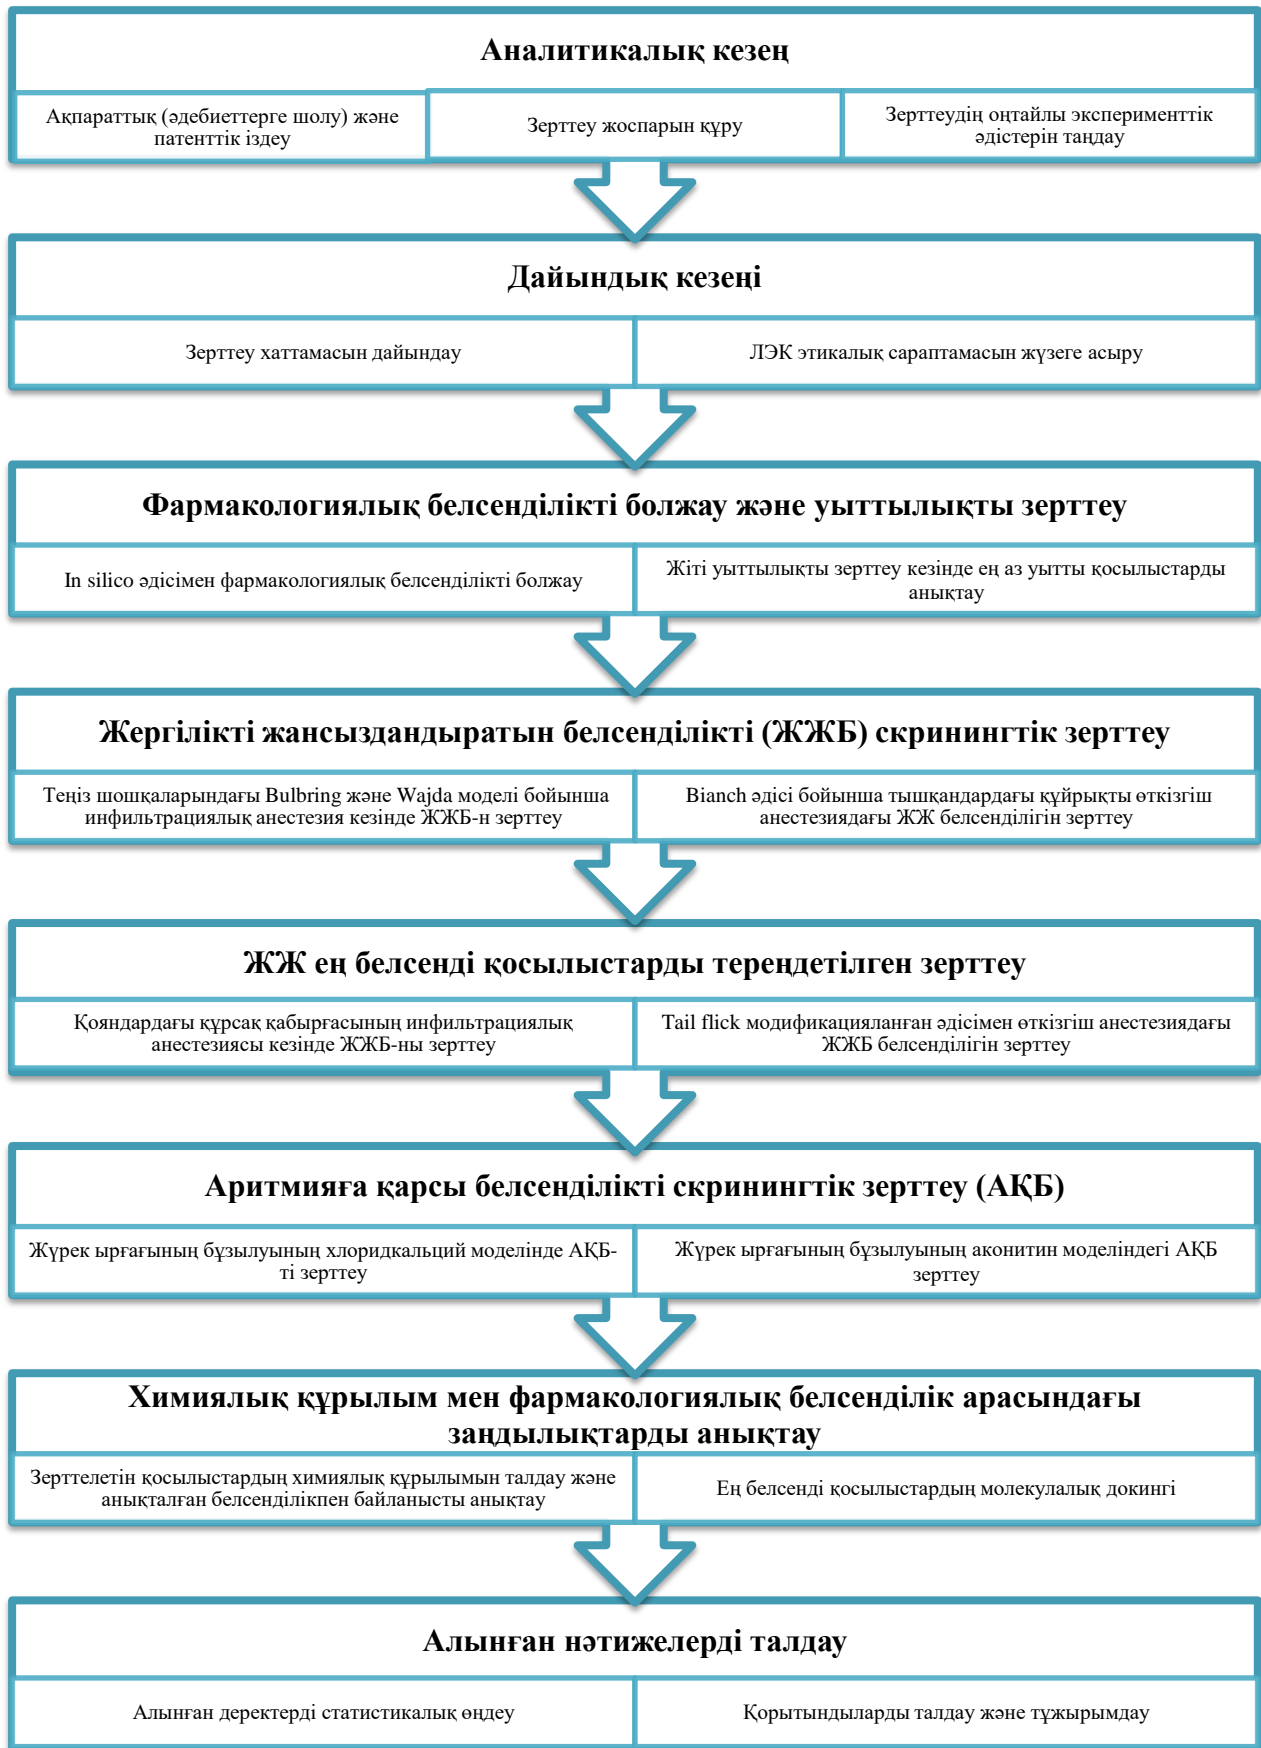 Аналитикалық кезең
Ақпараттық (әдебиеттерге шолу) және
патенттік іздеу
Зерттеу жоспарын құру
Зерттеудің оңтайлы эксперименттік
әдістерін таңдау
Дайындық кезеңі
Зерттеу хаттамасын дайындау
ЛЭК этикалық сараптамасын жүзеге асыру
Фармакологиялық белсенділікті болжау және уыттылықты зерттеу
In silico әдісімен фармакологиялық белсенділікті болжау
Жіті уыттылықты зерттеу кезінде ең аз уытты қосылыстарды
анықтау
Жергілікті жансыздандыратын белсенділікті (ЖЖБ) скринингтік зерттеу
Теңіз шошқаларындағы Bulbring және Wajda моделі бойынша
инфильтрациялық анестезия кезінде ЖЖБ-н зерттеу
Bianch әдісі бойынша тышқандардағы құйрықты өткізгіш
анестезиядағы ЖЖ белсенділігін зерттеу
ЖЖ ең белсенді қосылыстарды тереңдетілген зерттеу
Қояндардағы құрсақ қабырғасының инфильтрациялық
анестезиясы кезінде ЖЖБ-ны зерттеу
Tail flick модификацияланған әдісімен өткізгіш анестезиядағы
ЖЖБ белсенділігін зерттеу
Аритмияға қарсы белсенділікті скринингтік зерттеу (АҚБ)
Жүрек ырғағының бұзылуының хлоридкальций моделінде АҚБ-
ті зерттеу
Жүрек ырғағының бұзылуының аконитин моделіндегі АҚБ
зерттеу
Химиялық құрылым мен фармакологиялық белсенділік арасындағы
заңдылықтарды анықтау
Зерттелетін қосылыстардың химиялық құрылымын талдау және
анықталған белсенділікпен байланысты анықтау
Ең белсенді қосылыстардың молекулалық докингі
Алынған нәтижелерді талдау
Алынған деректерді статистикалық өңдеу
Қорытындыларды талдау және тұжырымдау